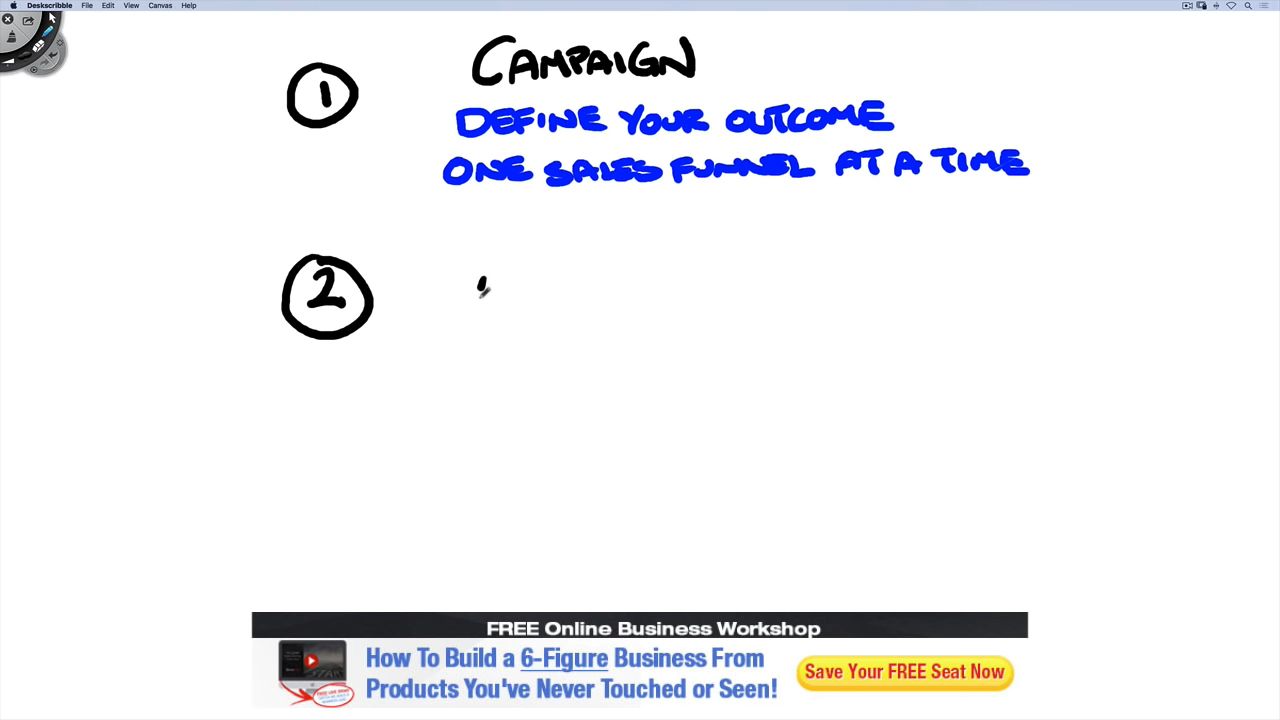 Deskscribble File Edit View Canvas Help
CAMPAIGN
1
DEFINE YOUR OUTCOME
ONE SALES FUNNEL AT A TIME
2
FREE Online Business Workshop
How To Build a 6-Figure Business From
Products You've Never Touched or Seen!
Save Your FREE Seat Now